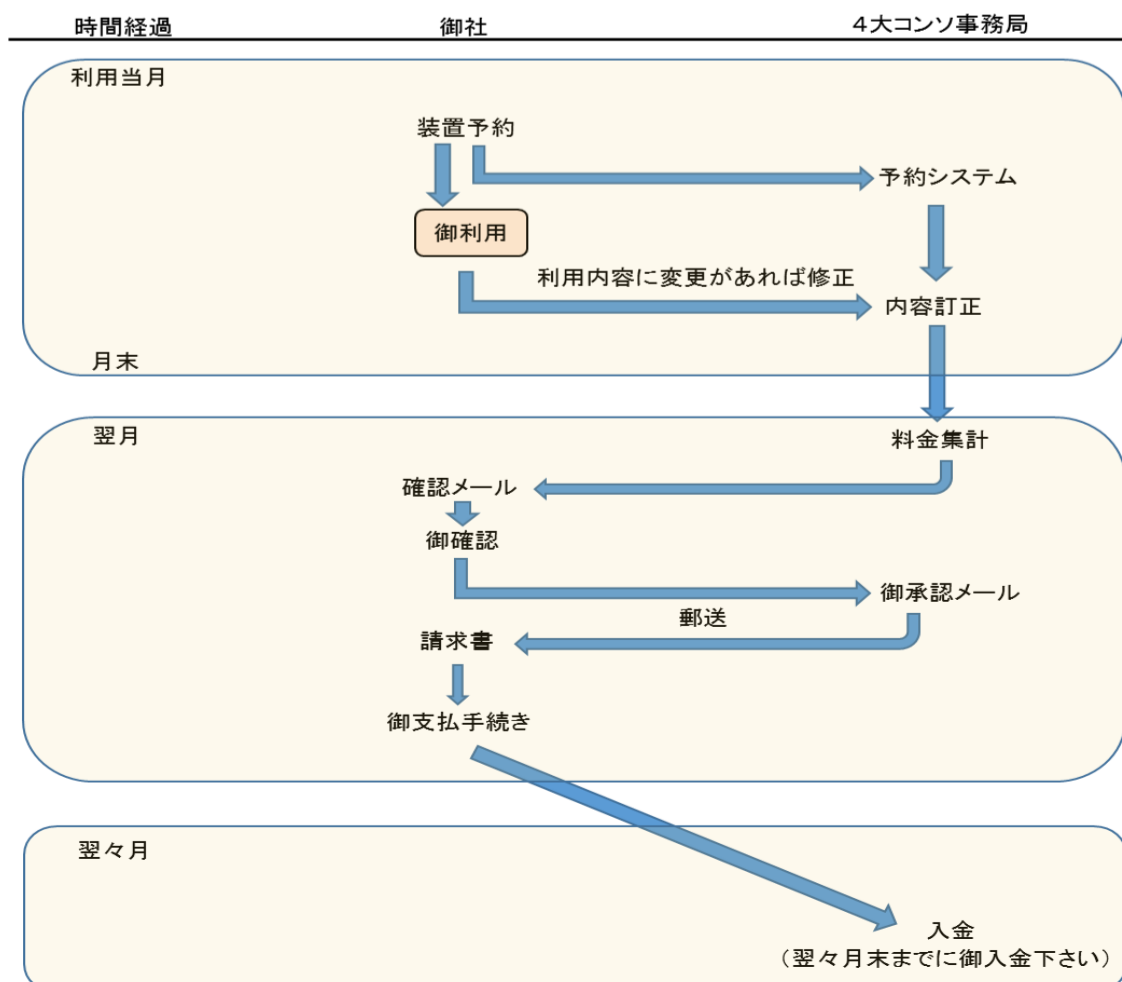 時間経過
御社
４大コンソ事務局
利用当月
装置予約
予約システム
御利用
利用内容に変更があれば修正
内容訂正
月末
翌月
料金集計
確認メール
御確認
御承認メール
郵送
請求書
御支払手続き
翌々月
入金
（翌々月末までに御入金下さい）